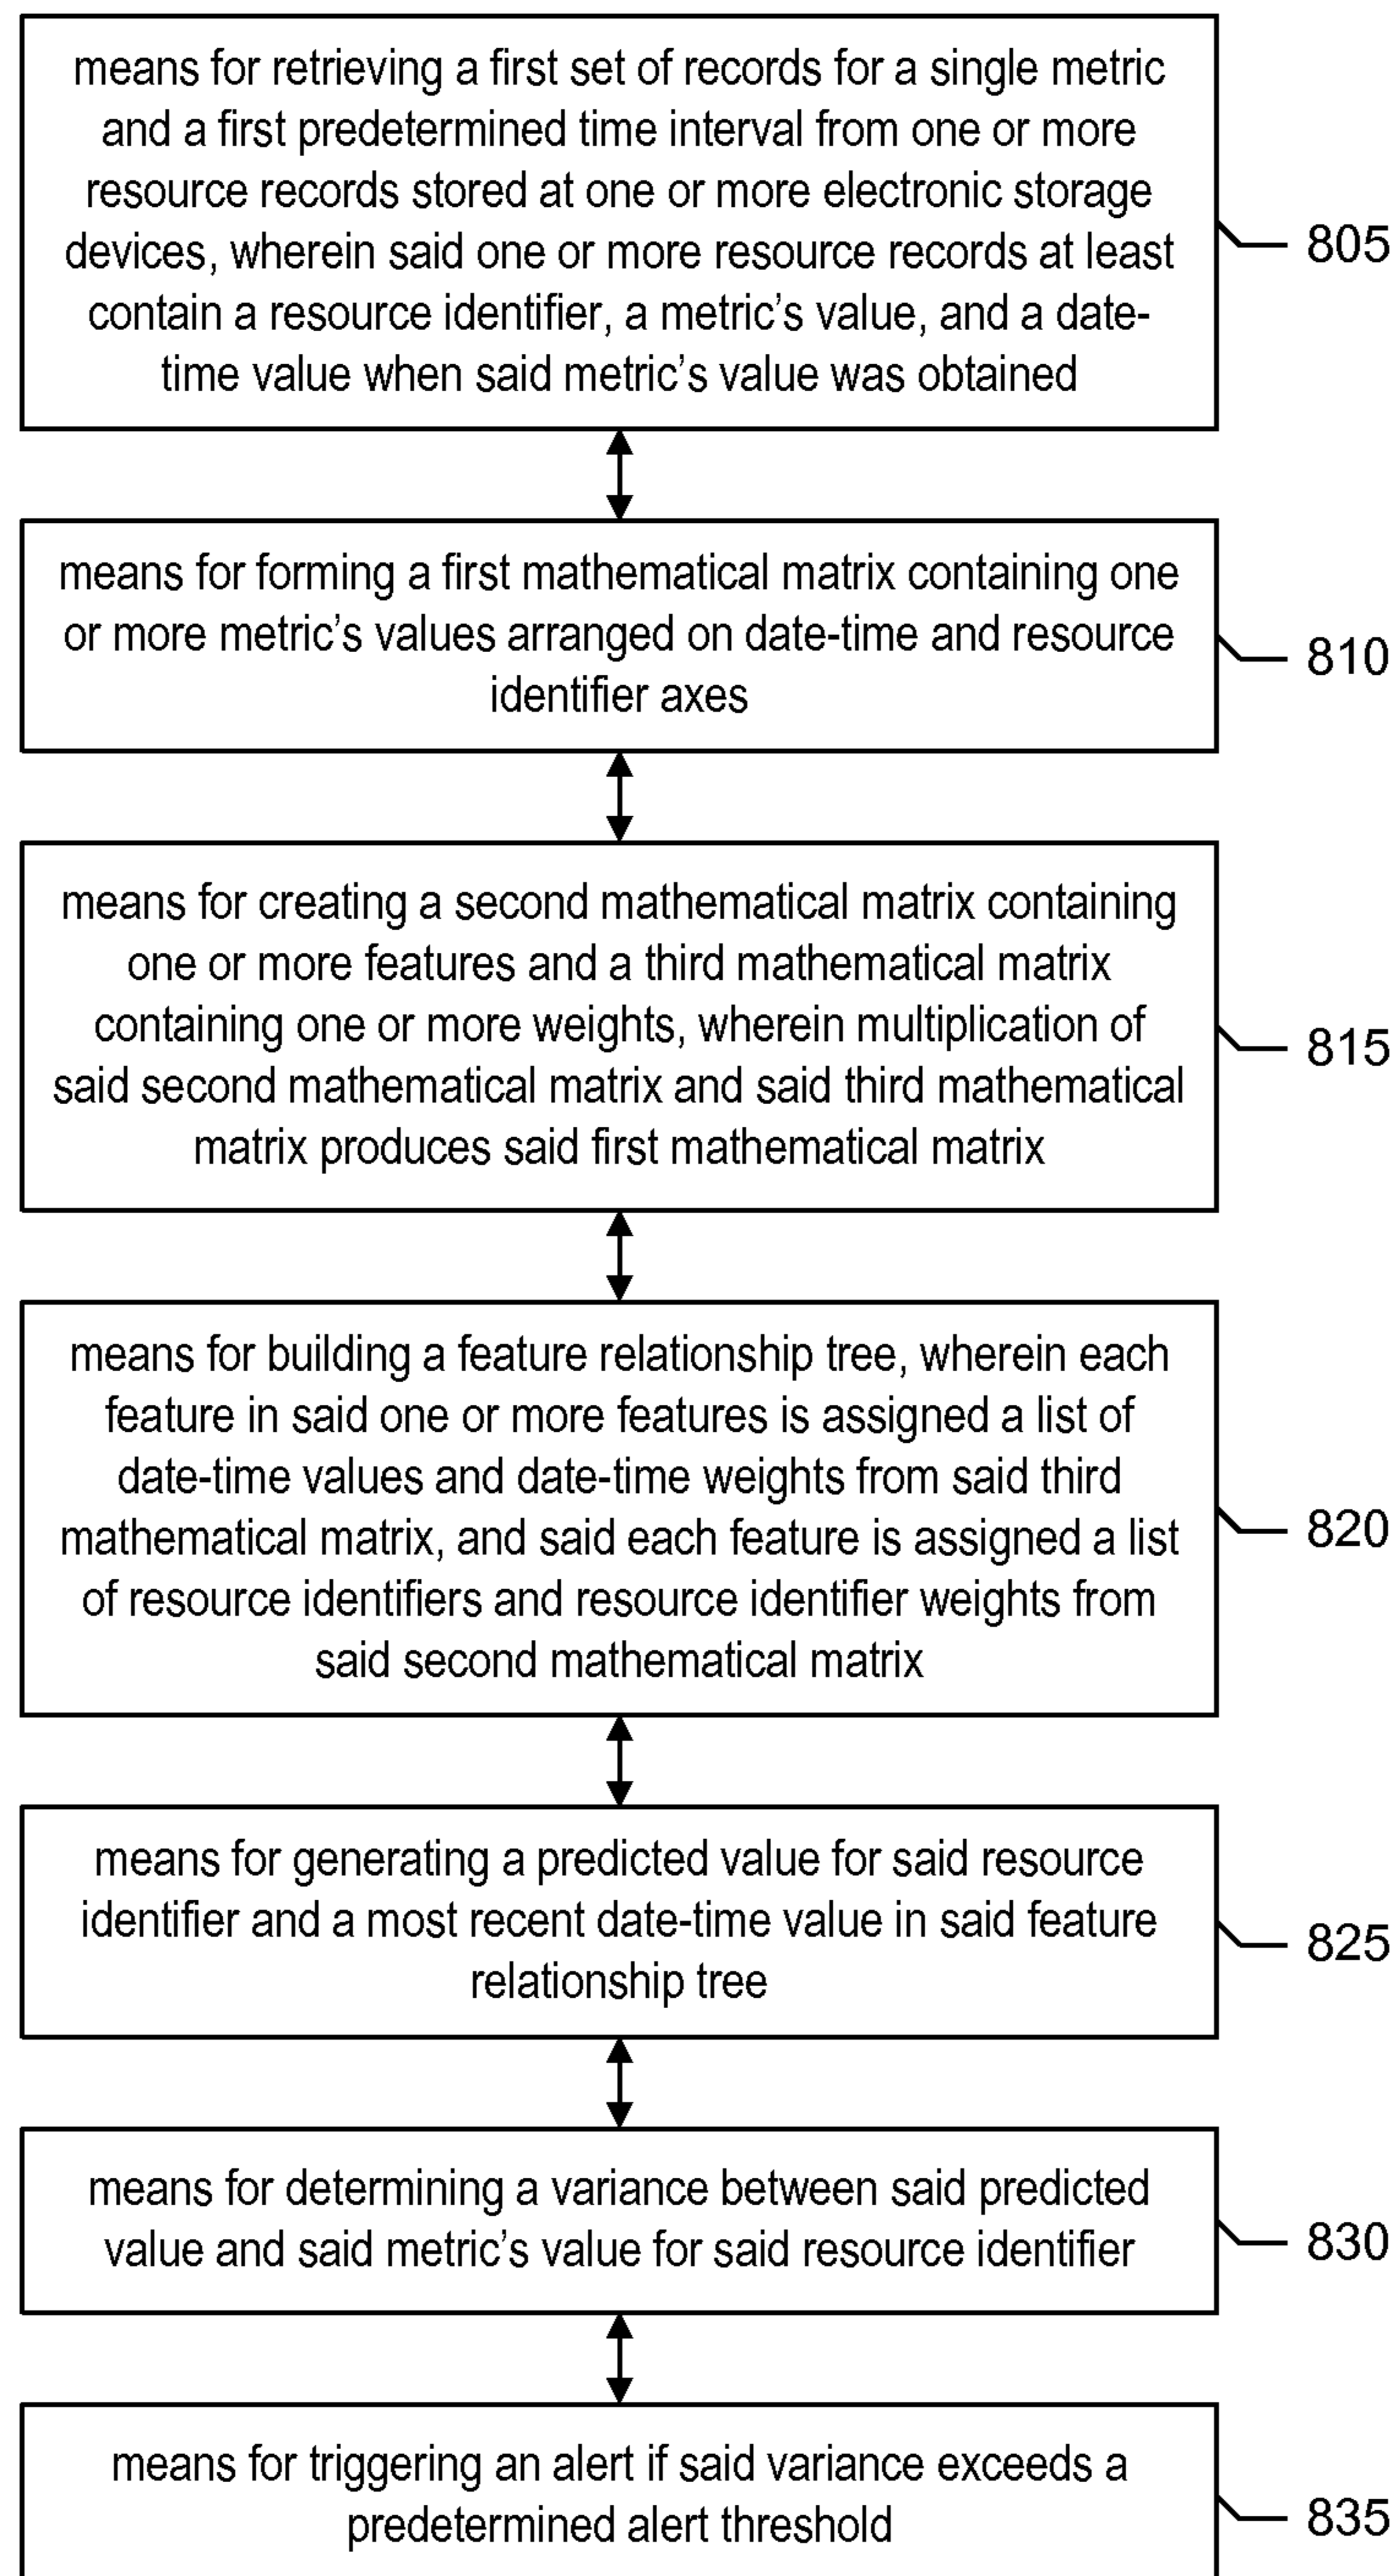 means for retrieving a first set of records for a single metric
and a first predetermined time interval from one or more
resource records stored at one or more electronic storage
devices, wherein said one or more resource records at least
contain a resource identifier, a metric’s value, and a date-
time value when said metric’s value was obtained
805
means for forming a first mathematical matrix containing one
or more metric’s values arranged on date-time and resource
identifier axes
810
means for creating a second mathematical matrix containing
one or more features and a third mathematical matrix
containing one or more weights, wherein multiplication of
said second mathematical matrix and said third mathematical
matrix produces said first mathematical matrix
815
means for building a feature relationship tree, wherein each
feature in said one or more features is assigned a list of
date-time values and date-time weights from said third
mathematical matrix, and said each feature is assigned a list
of resource identifiers and resource identifier weights from
said second mathematical matrix
820
means for generating a predicted value for said resource
identifier and a most recent date-time value in said feature
relationship tree
825
means for determining a variance between said predicted
value and said metric’s value for said resource identifier
830
means for triggering an alert if said variance exceeds a
predetermined alert threshold
835